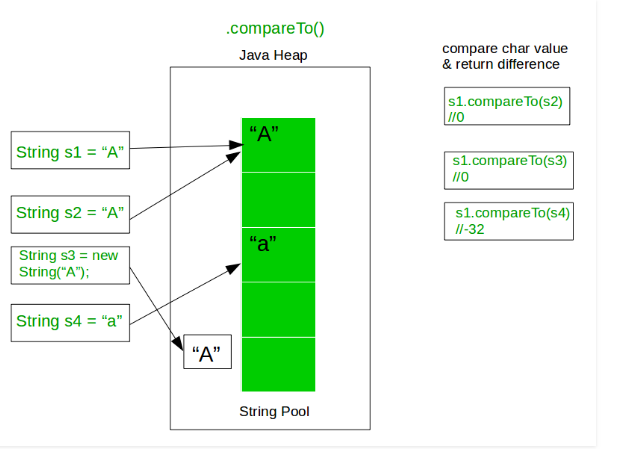 .compareTo()
Java Heap
compare char value
& return difference
String s1 = “A”
String s2 = “A”
String s3 = new
String(“A”);
String s4 = “a”
“A”
“a”
“A”
String Pool
s1.compareTo(s2)
//0
s1.compareTo(s3)
//0
s1.compareTo(s4)
//-32